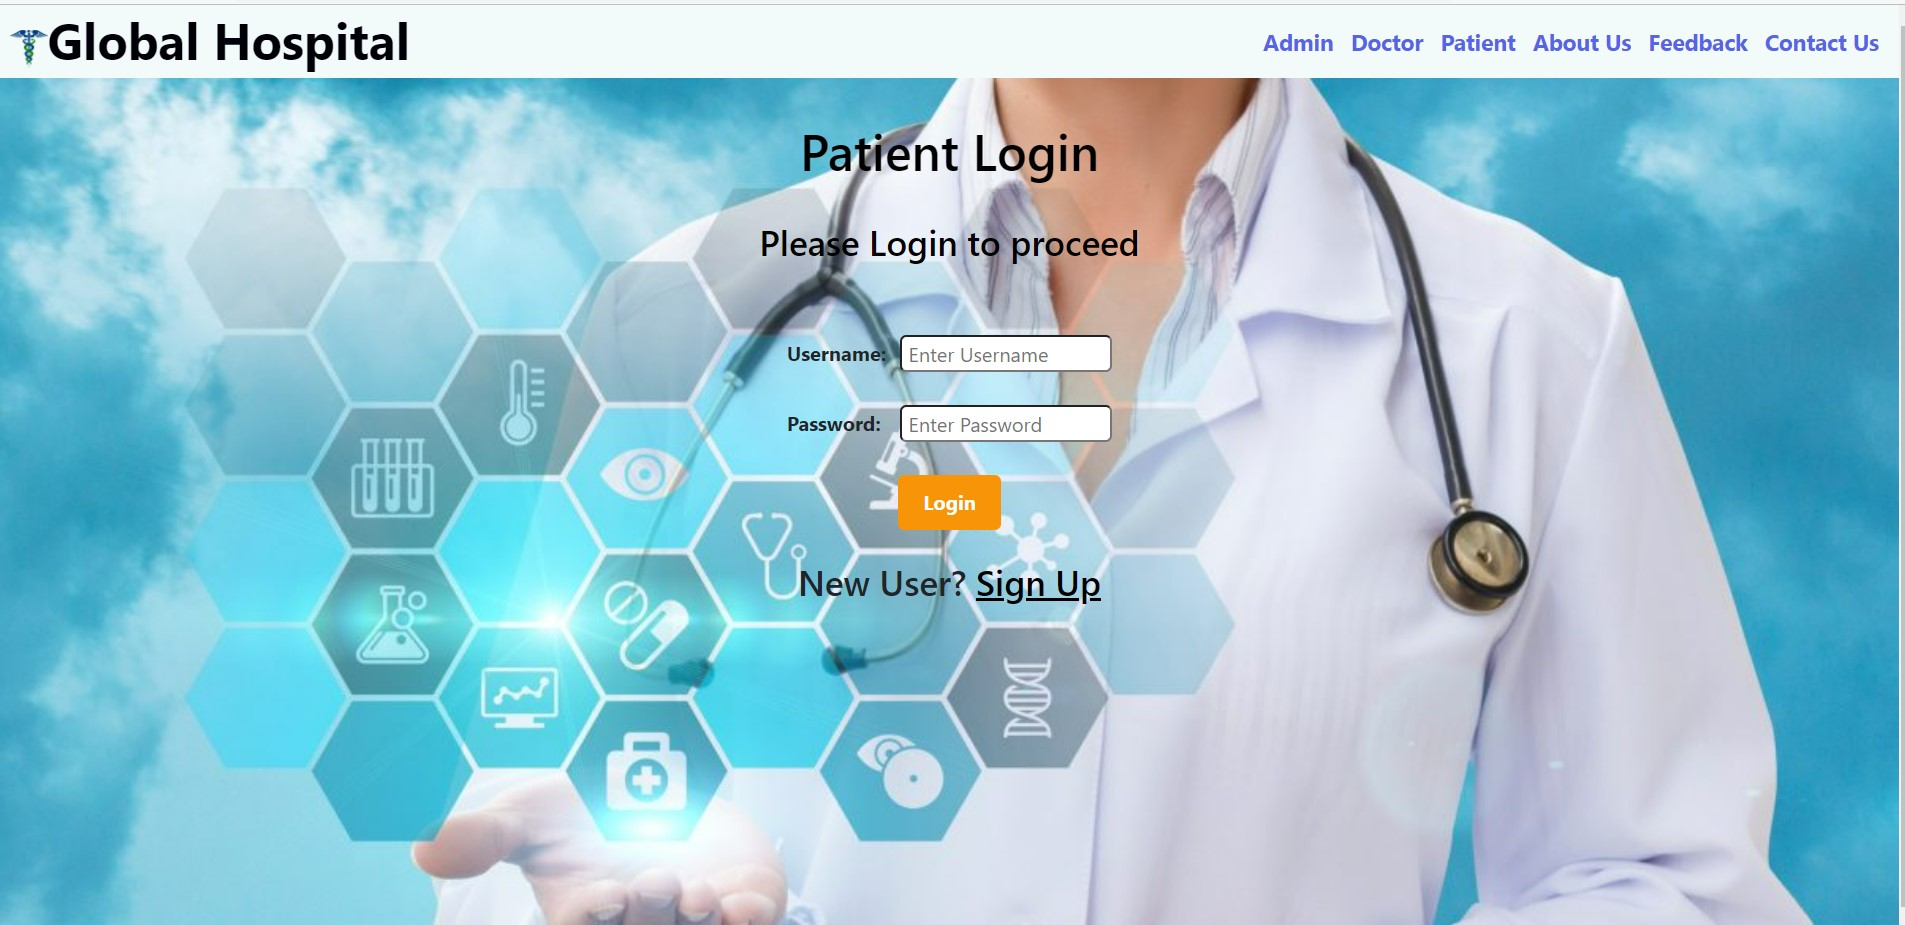 Global Hospital
Admin Doctor Patient About Us Feedback Contact Us
Patient Login
Please Login to proceed
Username: Enter Username
Password: Enter Password
Login
New User? Sign Up